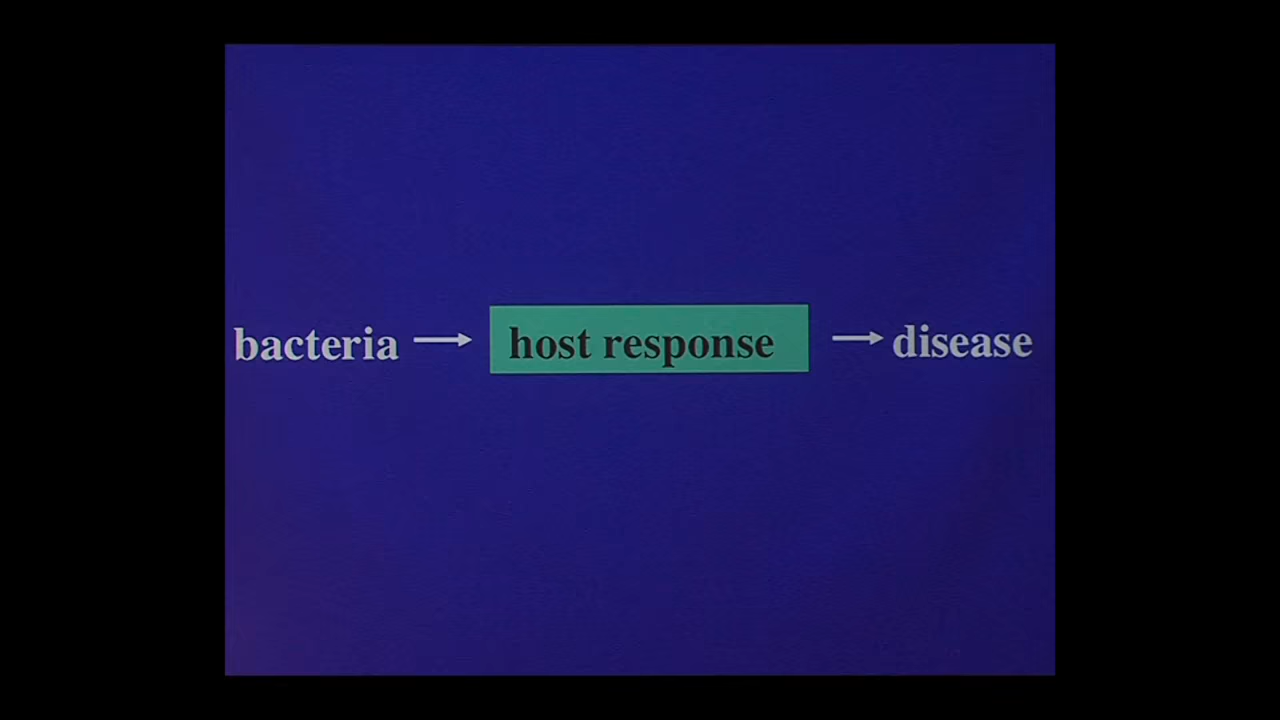 bacteria → host response → disease